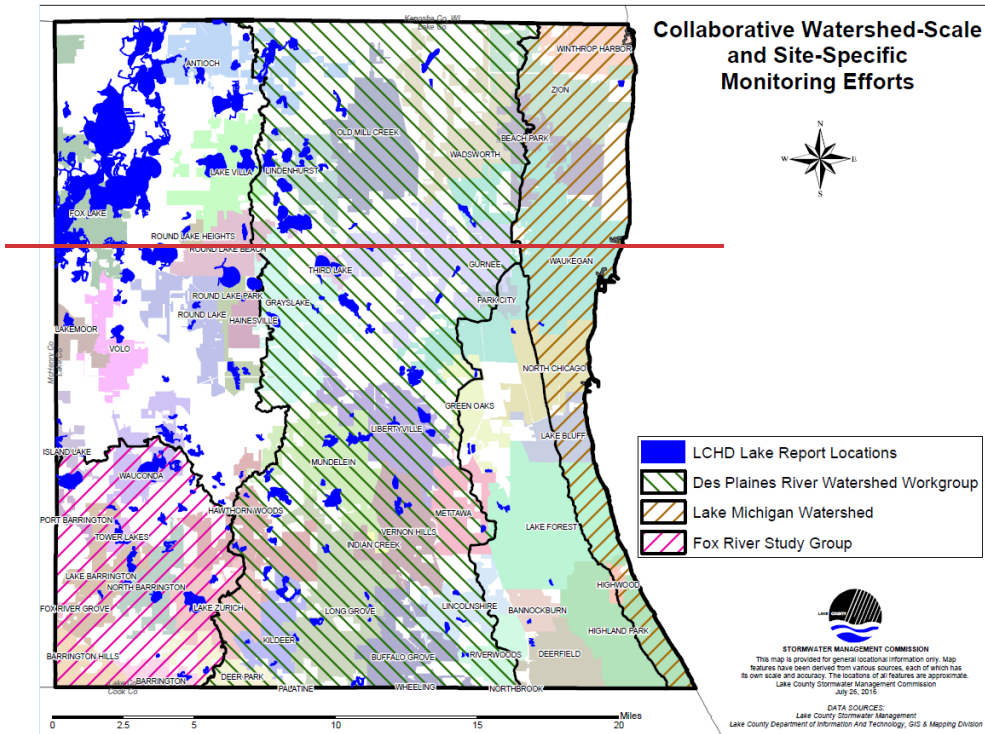 Kenosha Co, WI
Lake Co
Collaborative Watershed-Scale
and Site-Specific
Monitoring Efforts
WINTHROP HARBOR
ANTIOCH
ZION
OLD MILL CREEK
BEACH PARK
WADSWORTH
N
W E
S
LAKE VILLA
LINDENHURST
FOX LAKE
ROUND LAKE HEIGHTS
ROUND LAKE BEACH
THIRD LAKE
GURNEE
WAUKEGAN
ROUND LAKE PARK
GRAYSLAKE
PARK CITY
ROUND LAKE
HAINESVILLE
LAKEMOOR
VOLO
McHenry Co
Lake Co
NORTH CHICAGO
GREEN OAKS
LIBERTYVILLE
LAKE BLUFF
ISLAND LAKE
MUNDELEIN
WAUCONDA
HAWTHORN WOODS
METTAWA
PORT BARRINGTON
TOWER LAKES
VERNON HILLS
INDIAN CREEK
LAKE FOREST
LAKE BARRINGTON
NORTH BARRINGTON
HIGHWOOD
FOX RIVER GROVE
LAKE ZURICH
LONG GROVE
LINCOLNSHIRE
BANNOCKBURN
HIGHLAND PARK
KILDEER
BARRINGTON HILLS
BUFFALO GROVE
RIVERWOODS
DEERFIELD
DEER PARK
BARRINGTON
Lake Co
Cook Co
PALATINE
WHEELING
NORTHBROOK
LCHD Lake Report Locations
Des Plaines River Watershed Workgroup
Lake Michigan Watershed
Fox River Study Group
LAKE COUNTY
STORMWATER MANAGEMENT COMMISSION
This map is provided for general locational information only. Map
features have been derived from various sources, each of which has
its own scale and accuracy. The locations of all features are approximate.
Lake County Stormwater Management Commission
July 26, 2016
DATA SOURCES:
Lake County Stormwater Management
Lake County Department of Information And Technology, GIS & Mapping Division
Miles
0 2.5 5 10 15 20